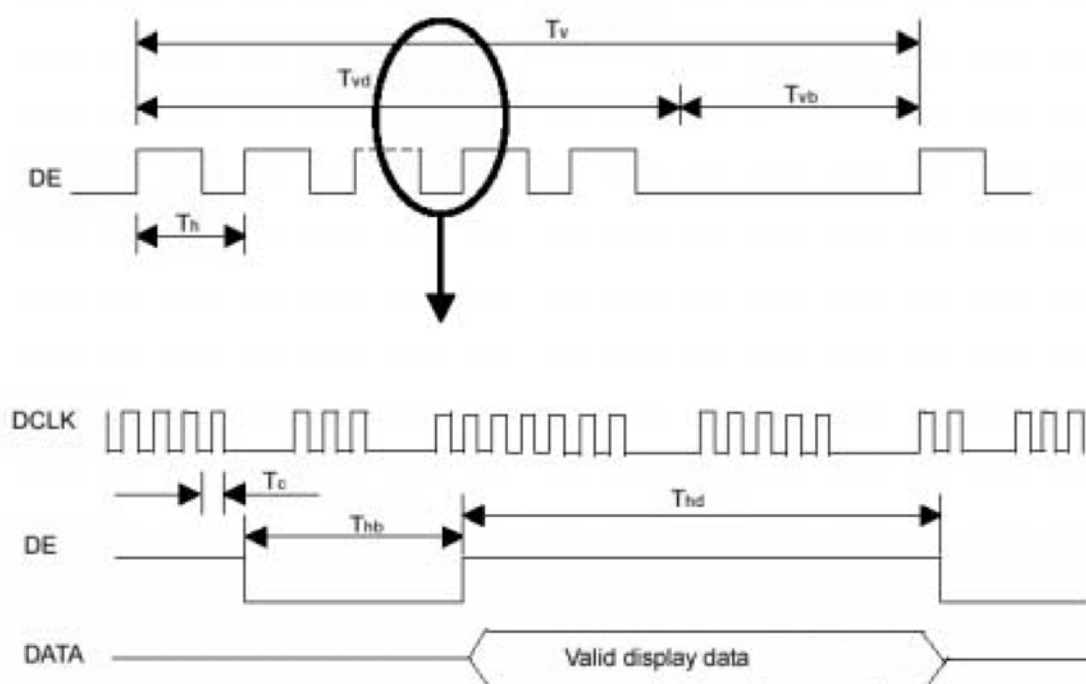 Tv
Tvd
Tvb
DE
Th
DCLK
Tc
Thd
Thb
DE
DATA
Valid display data